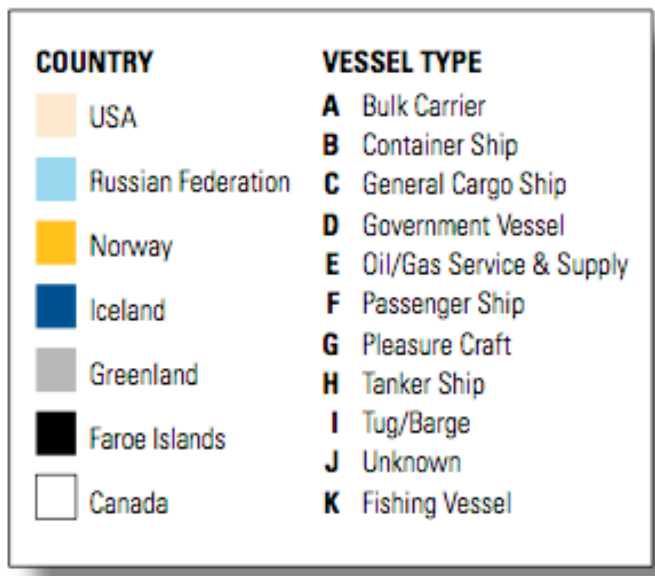 COUNTRY
USA
Russian Federation
Norway
Iceland
Greenland
Faroe Islands
Canada
VESSEL TYPE
A Bulk Carrier
B Container Ship
C General Cargo Ship
D Government Vessel
E Oil/Gas Service & Supply
F Passenger Ship
G Pleasure Craft
H Tanker Ship
I Tug/Barge
J Unknown
K Fishing Vessel